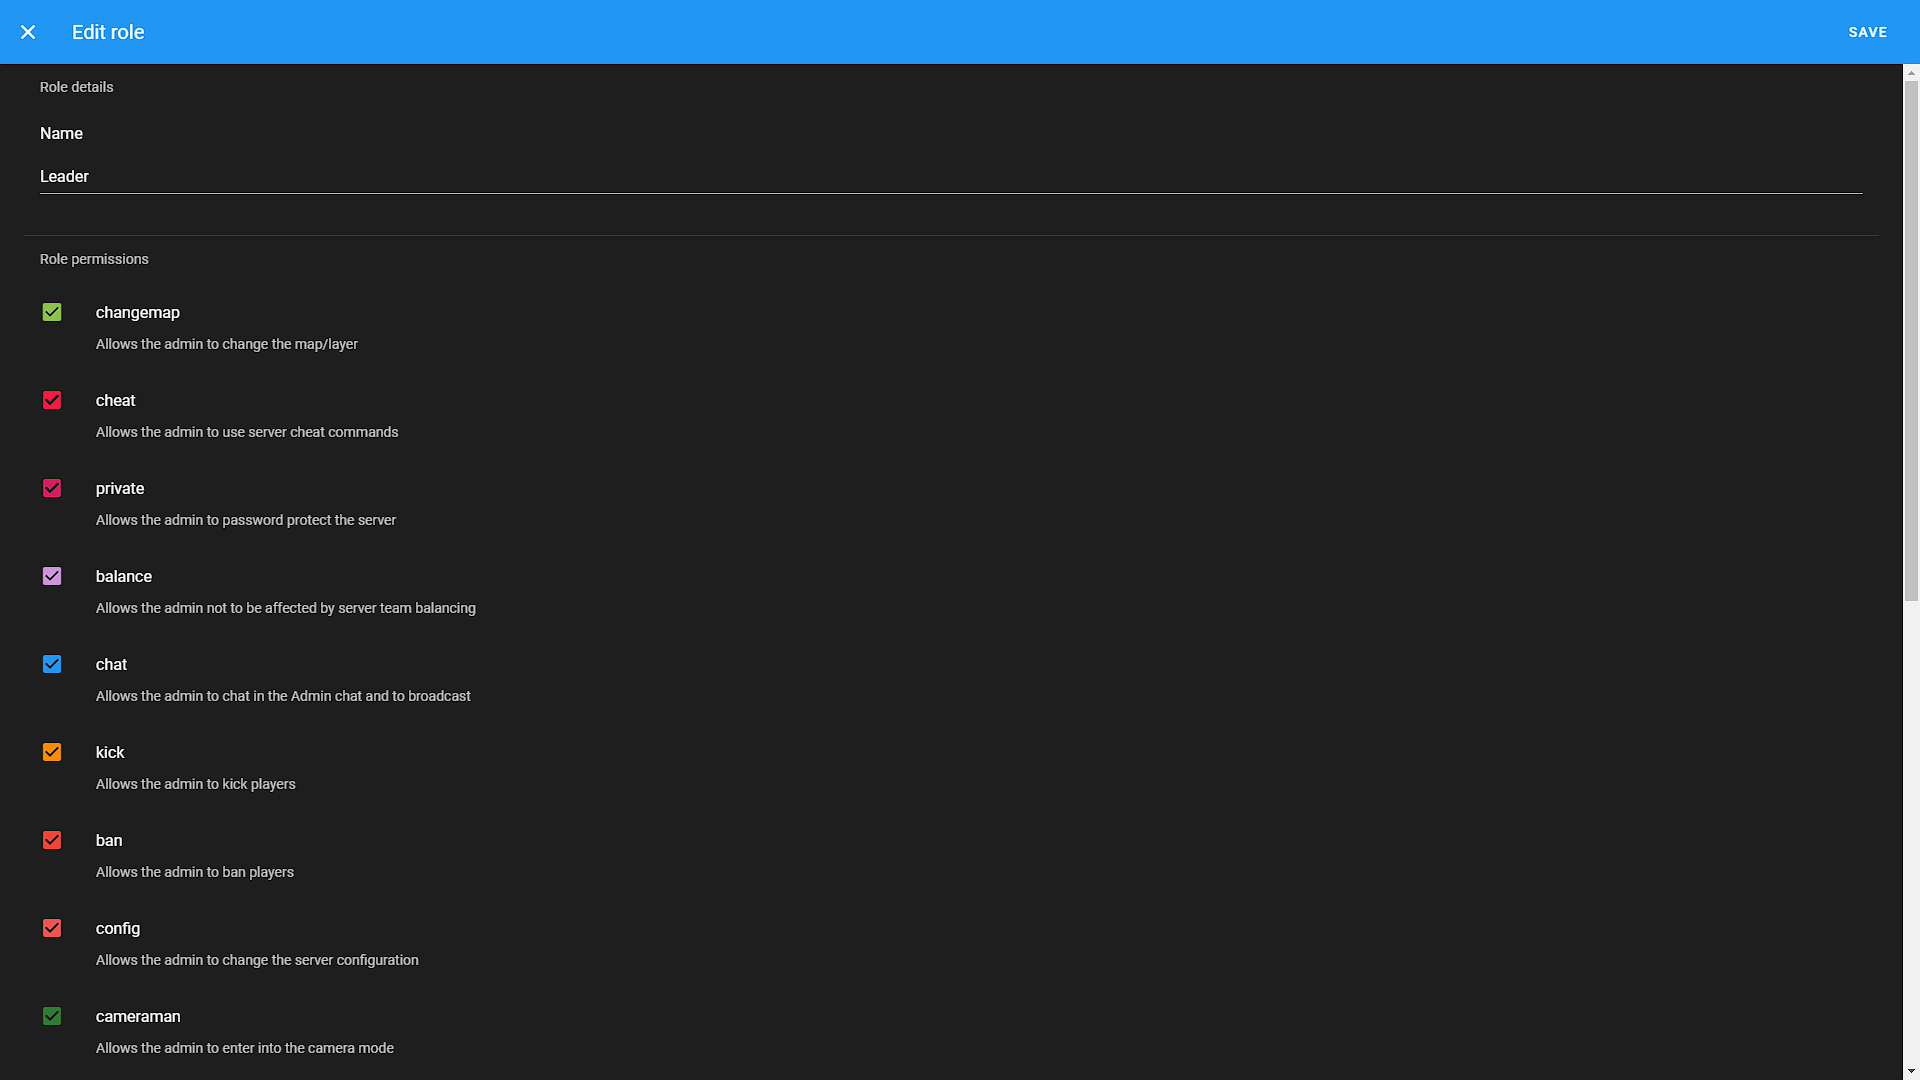 Edit role
SAVE
Role details
Name
Leader
Role permissions
changemap
Allows the admin to change the map/layer
cheat
Allows the admin to use server cheat commands
private
Allows the admin to password protect the server
balance
Allows the admin not to be affected by server team balancing
chat
Allows the admin to chat in the Admin chat and to broadcast
kick
Allows the admin to kick players
ban
Allows the admin to ban players
config
Allows the admin to change the server configuration
cameraman
Allows the admin to enter into the camera mode